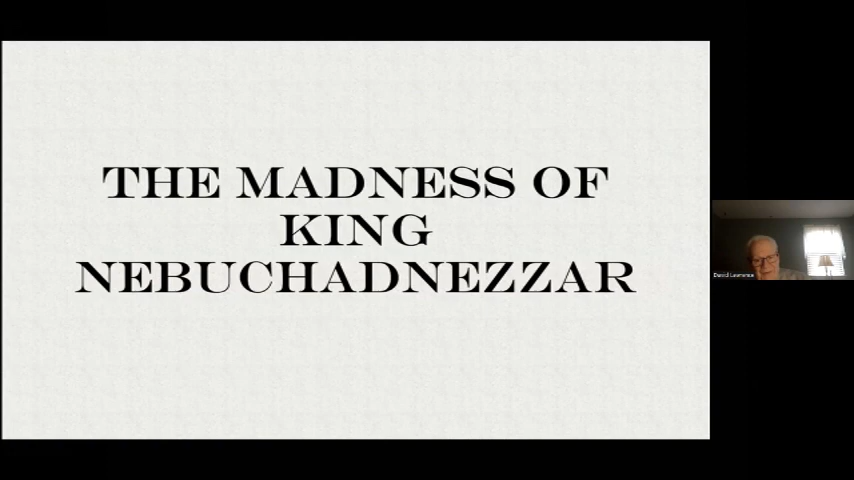 THE MADNESS OF
KING
NEBUCHADNEZZAR
David Lawrence